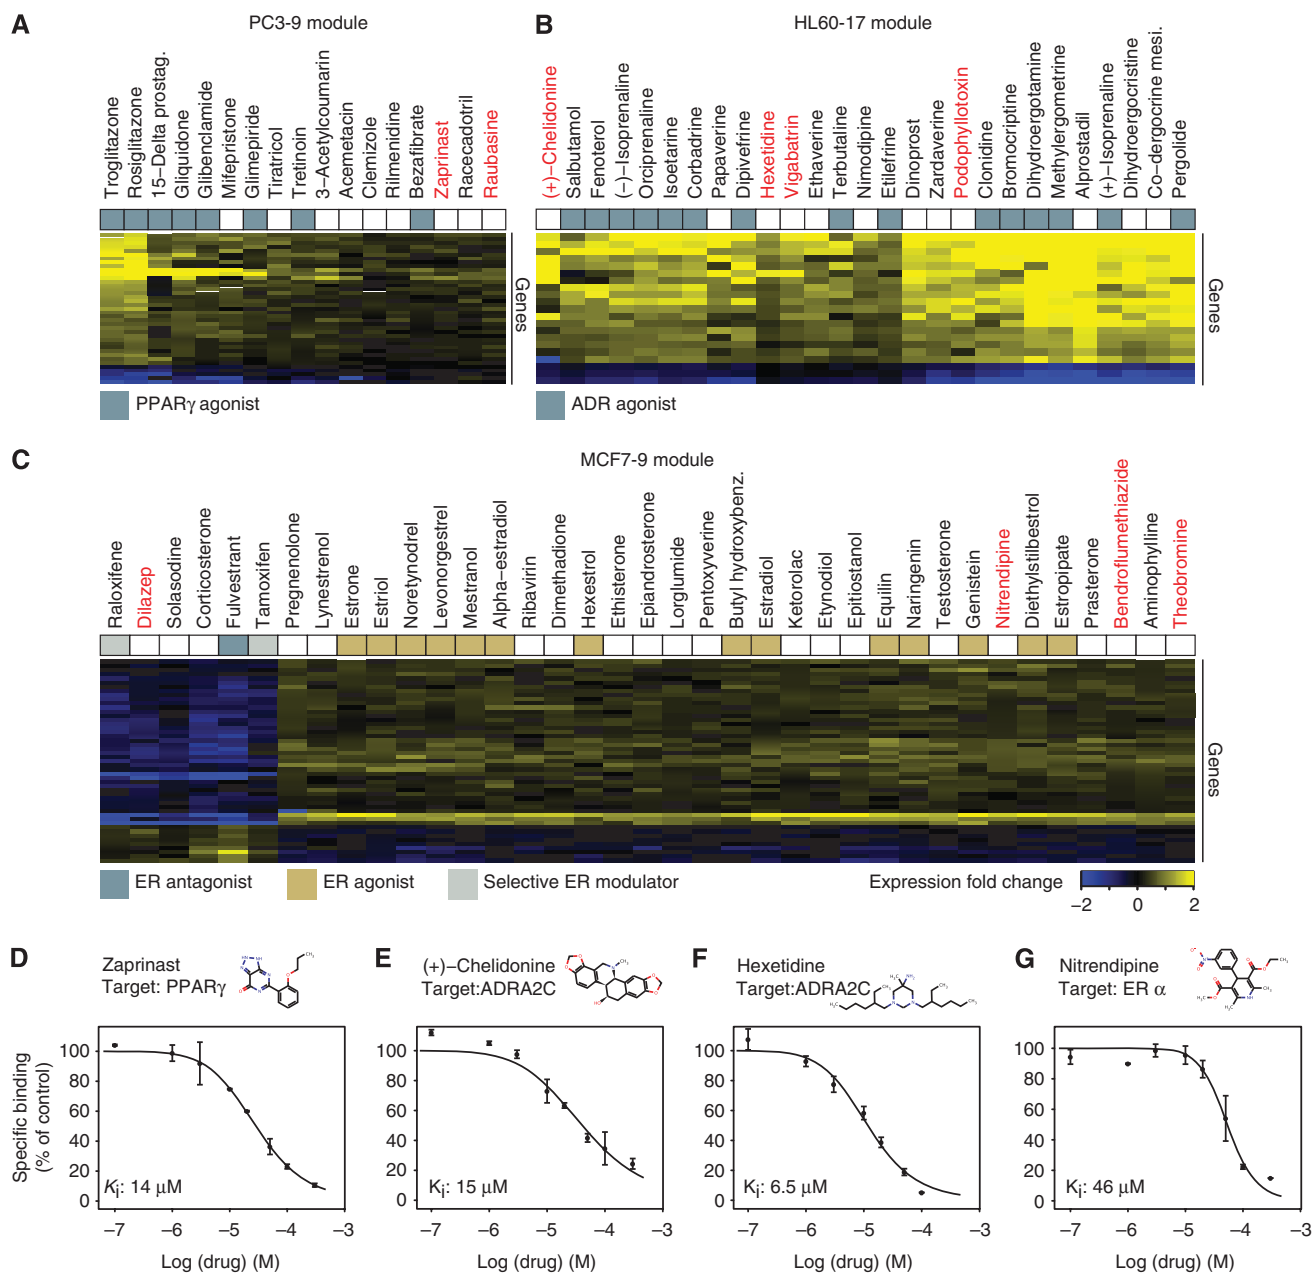 A
PC3-9 module
Troglitazone
Rosiglitazone
15−Delta prostag.
Gliquidone
Glibenclamide
Mifepristone
Glimepiride
Tiratricol
Tretinoin
3−Acetylcoumarin
Acemetacin
Clemizole
Rilmenidine
Bezafibrate
Zaprinast
Racecadotril
Raubasine
Genes
PPARγ agonist
B
HL60-17 module
(+)−Chelidonine
Salbutamol
Fenoterol
(−)−Isoprenaline
Orciprenaline
Isoetarine
Corbadrine
Papaverine
Dipivefrine
Hexetidine
Vigabatrin
Ethaverine
Terbutaline
Nimodipine
Etilefrine
Dinoprost
Zardaverine
Podophyllotoxin
Clonidine
Bromocriptine
Dihydroergotamine
Methylergometrine
Alprostadil
(+)−Isoprenaline
Dihydroergocristine
Co−dergocrine mesi.
Pergolide
Genes
ADR agonist
C
MCF7-9 module
Raloxifene
Dilazep
Solasodine
Corticosterone
Fulvestrant
Tamoxifen
Pregnenolone
Lynestrenol
Estrone
Estriol
Noretynodrel
Levonorgestrel
Mestranol
Alpha−estradiol
Ribavirin
Dimethadione
Hexestrol
Ethisterone
Epiandrosterone
Lorglumide
Pentoxyverine
Butyl hydroxybenz.
Estradiol
Ketorolac
Etynodiol
Epitiostanol
Equilin
Naringenin
Testosterone
Genistein
Nitrendipine
Diethylstilbestrol
Estropipate
Prasterone
Bendroflumethiazide
Aminophylline
Theobromine
Genes
ER antagonist
ER agonist
Selective ER modulator
Expression fold change
−2 0 2
D
Zaprinast
Target: PPARγ
Specific binding
(% of control)
100
80
60
40
20
0
Ki: 14 μM
−7 −6 −5 −4 −3
Log (drug) (M)
E
(+)−Chelidonine
Target:ADRA2C
100
80
60
40
20
0
Ki: 15 μM
−7 −6 −5 −4 −3
Log (drug) (M)
F
Hexetidine
Target:ADRA2C
100
80
60
40
20
0
Ki: 6.5 μM
−7 −6 −5 −4 −3
Log (drug) (M)
G
Nitrendipine
Target: ER α
100
80
60
40
20
0
Ki: 46 μM
−7 −6 −5 −4 −3
Log (drug) (M)